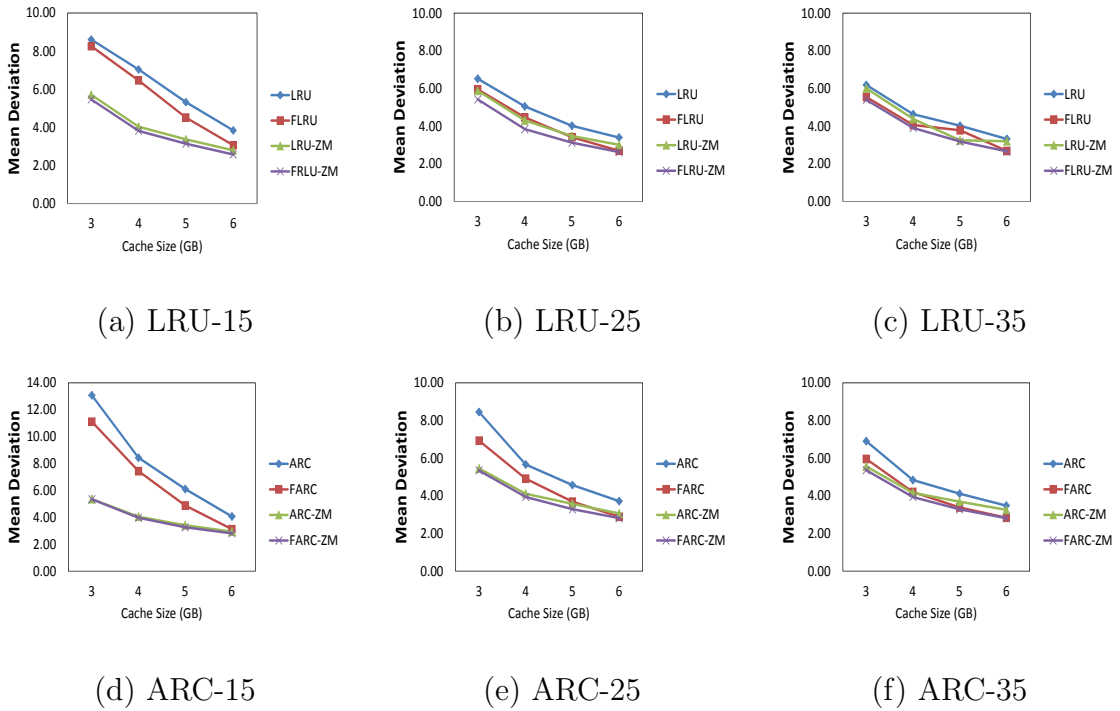 10.00
8.00
6.00
4.00
2.00
0.00
Mean Deviation
3 4 5 6
Cache Size (GB)
LRU
FLRU
LRU-ZM
FRLU-ZM
(a) LRU-15
10.00
8.00
6.00
4.00
2.00
0.00
Mean Deviation
3 4 5 6
Cache Size (GB)
LRU
FLRU
LRU-ZM
FLRU-ZM
(b) LRU-25
10.00
8.00
6.00
4.00
2.00
0.00
Mean Deviation
3 4 5 6
Cache Size (GB)
LRU
FLRU
LRU-ZM
FLRU-ZM
(c) LRU-35
14.00
12.00
10.00
8.00
6.00
4.00
2.00
0.00
Mean Deviation
3 4 5 6
Cache Size (GB)
ARC
FARC
ARC-ZM
FARC-ZM
(d) ARC-15
10.00
8.00
6.00
4.00
2.00
0.00
Mean Deviation
3 4 5 6
Cache Size (GB)
ARC
FARC
ARC-ZM
FARC-ZM
(e) ARC-25
10.00
8.00
6.00
4.00
2.00
0.00
Mean Deviation
3 4 5 6
Cache Size (GB)
ARC
FARC
ARC-ZM
FARC-ZM
(f) ARC-35